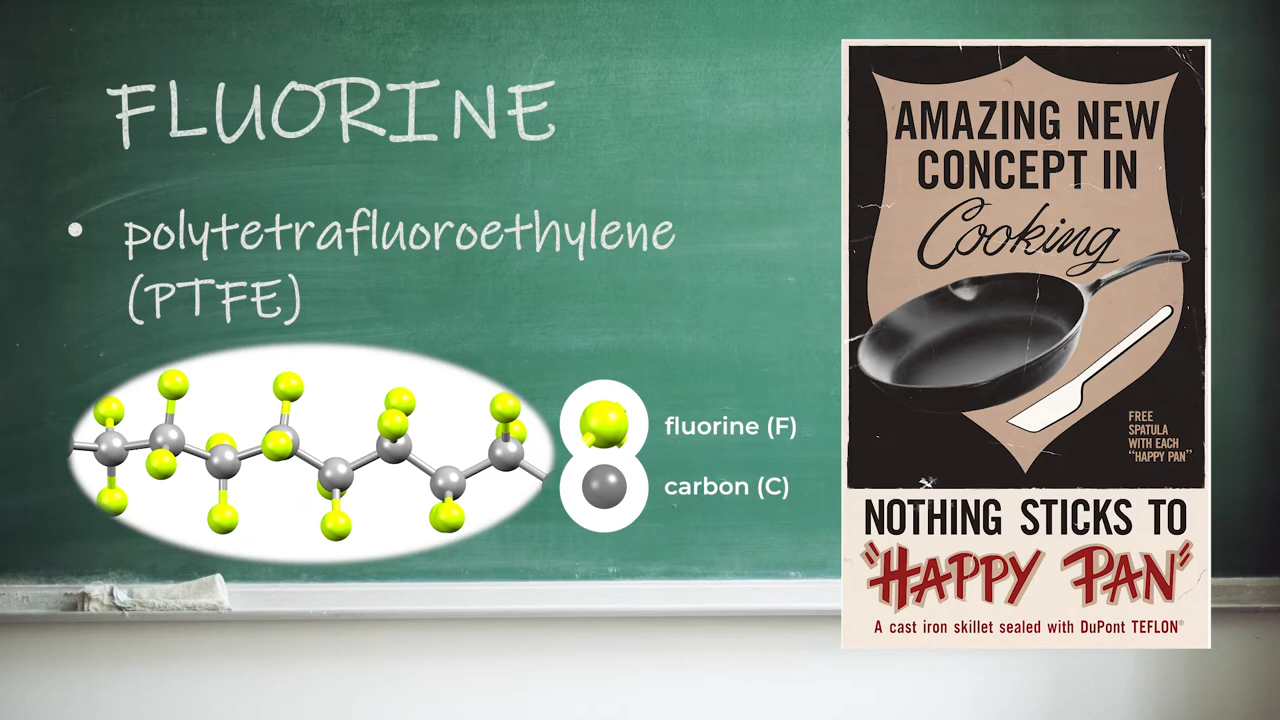 FLUORINE
• polytetrafluoroethylene
(PTFE)
fluorine (F)
carbon (C)
AMAZING NEW
CONCEPT IN
Cooking
FREE
SPATULA
WITH EACH
"HAPPY PAN"
NOTHING STICKS TO
"HAPPY PAN"
A cast iron skillet sealed with DuPont TEFLON®